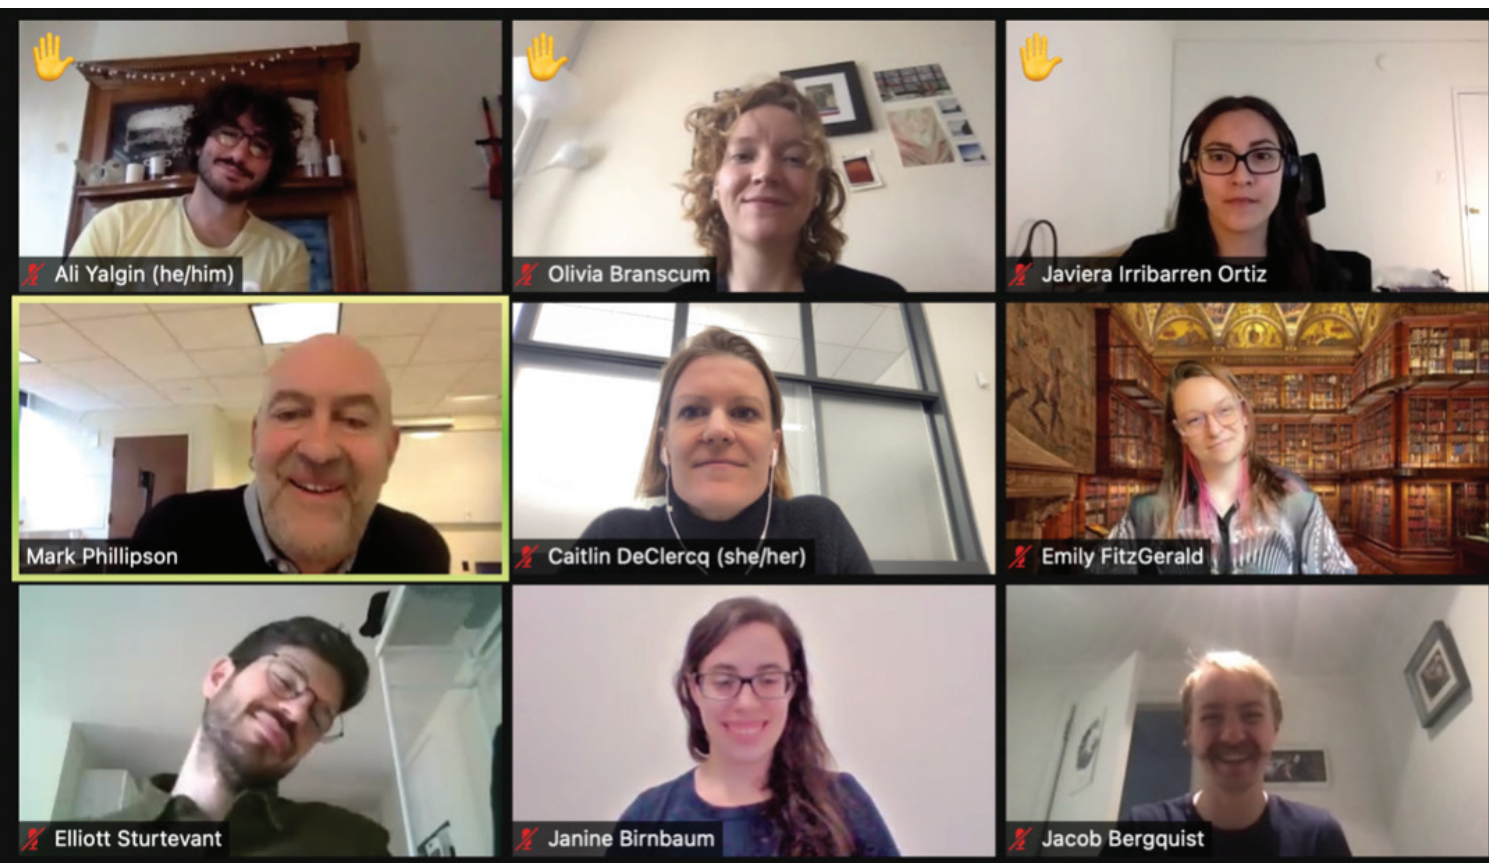 Ali Yalgin (he/him)
Olivia Branscum
Javiera Irribarren Ortiz
Mark Phillipson
Caitlin DeClercq (she/her)
Emily FitzGerald
Elliott Sturtevant
Janine Birnbaum
Jacob Bergquist